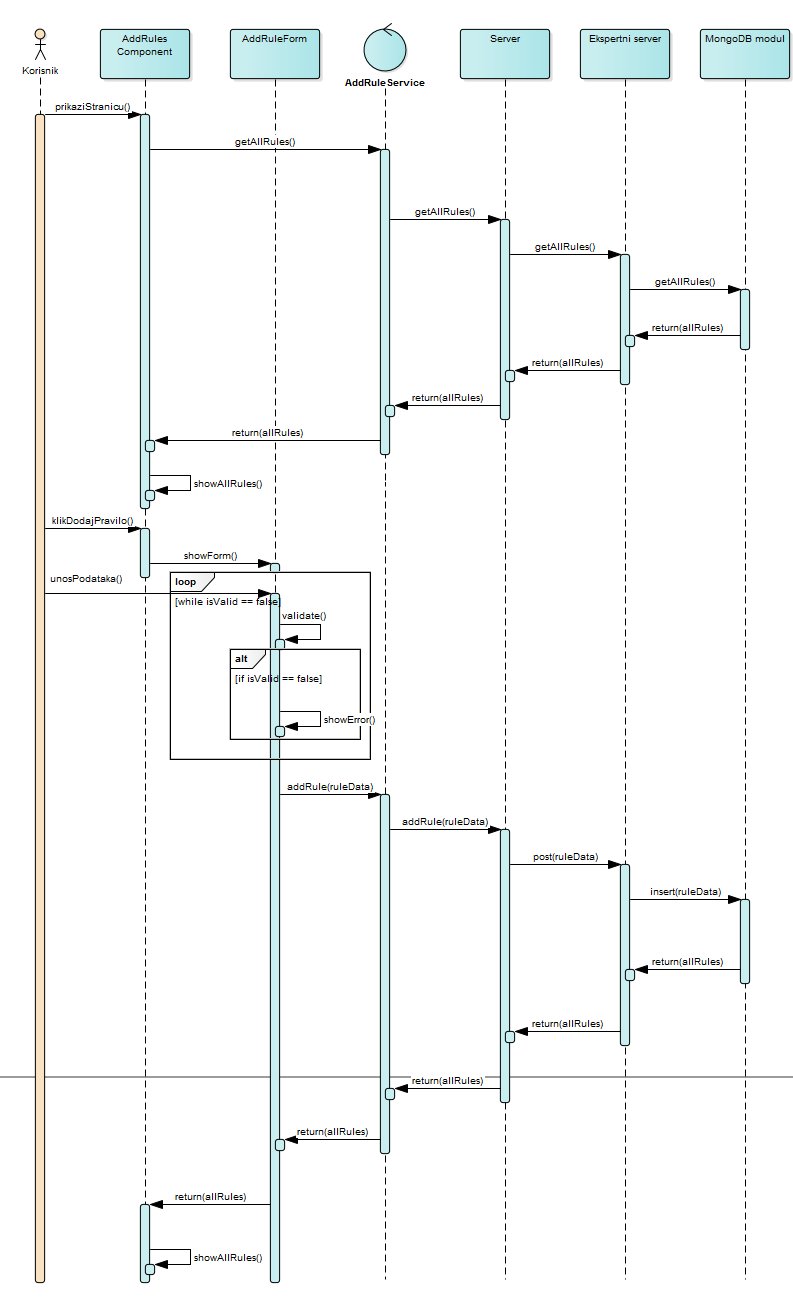 AddRules
Component
AddRuleForm
Server
Ekspertni server
MongoDB modul
Korisnik
AddRuleService
prikaziStranicu()
getAllRules()
getAllRules()
getAllRules()
getAllRules()
return(allRules)
return(allRules)
return(allRules)
return(allRules)
showAllRules()
klikDodajPravilo()
showForm()
unosPodataka()
loop
[while isValid == false]
validate()
alt
[if isValid == false]
showError()
addRule(ruleData)
addRule(ruleData)
post(ruleData)
insert(ruleData)
return(allRules)
return(allRules)
return(allRules)
return(allRules)
return(allRules)
showAllRules()